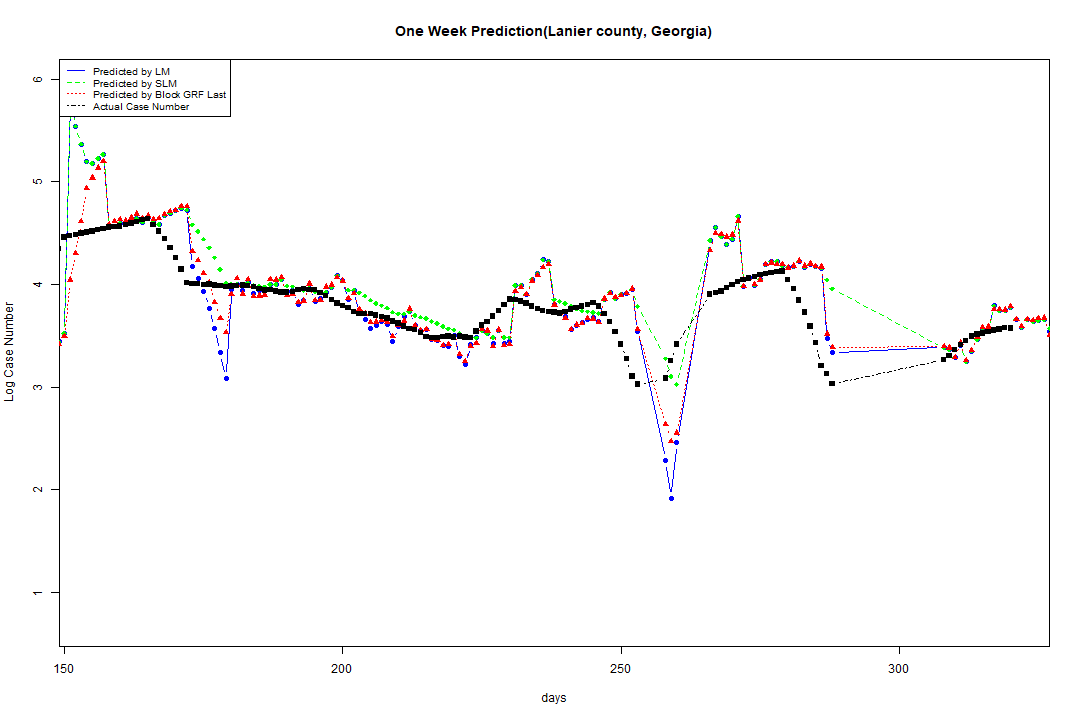 One Week Prediction(Lanier county, Georgia)
Predicted by LM
Predicted by SLM
Predicted by Block GRF Last
Actual Case Number
6
5
4
3
2
1
Log Case Number
150 200 250 300
days